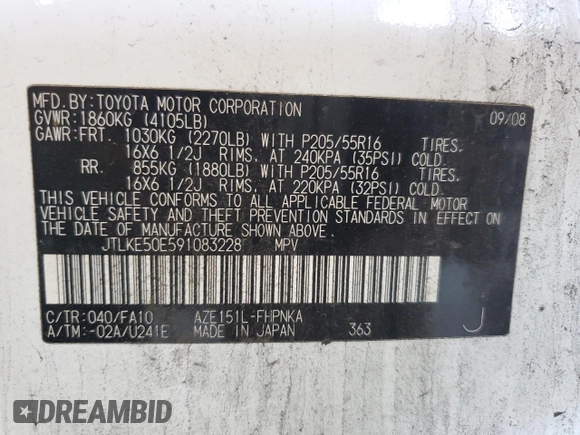 MFD.BY:TOYOTA MOTOR CORPORATION 09/08
GVWR:1860KG (4105LB)
GAWR:FRT. 1030KG (2270LB) WITH P205/55R16 TIRES.
16X6 1/2J RIMS, AT 240KPA (35PSI) COLD.
RR. 855KG (1880LB) WITH P205/55R16 TIRES.
16X6 1/2J RIMS, AT 220KPA (32PSI) COLD.
THIS VEHICLE CONFORMS TO ALL APPLICABLE FEDERAL MOTOR
VEHICLE SAFETY AND THEFT PREVENTION STANDARDS IN EFFECT ON
THE DATE OF MANUFACTURE SHOWN ABOVE.
JTLKE50E591083228 MPV
C/TR:040/FA10 AZE151L-FHPNKA
A/TM:-02A/U241E MADE IN JAPAN 363 J
DREAMBID